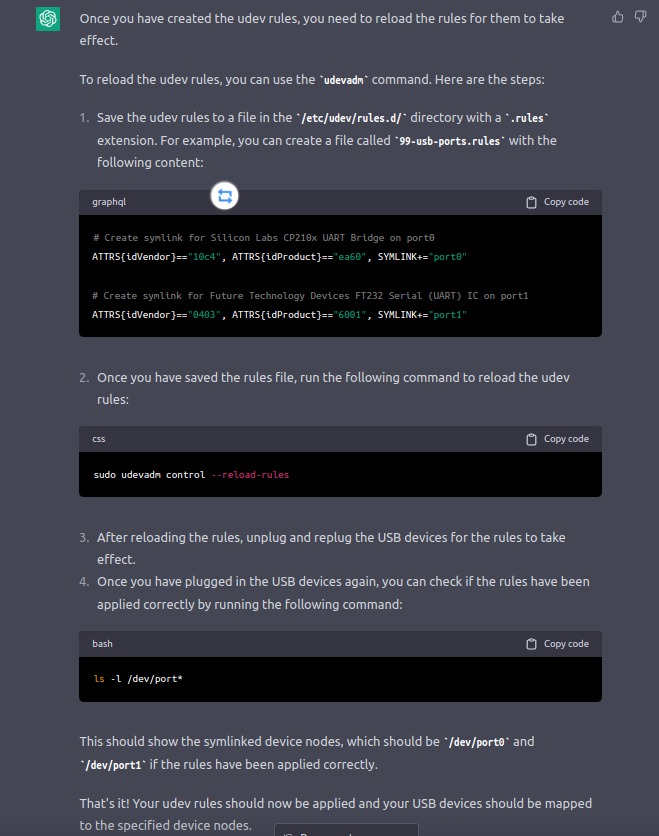 Once you have created the udev rules, you need to reload the rules for them to take
effect.
To reload the udev rules, you can use the `udevadm` command. Here are the steps:
1. Save the udev rules to a file in the `/etc/udev/rules.d/` directory with a `.rules`
extension. For example, you can create a file called `99-usb-ports.rules` with the
following content:
graphql Copy code
# Create symlink for Silicon Labs CP210x UART Bridge on port0
ATTRS{idVendor}=="10c4", ATTRS{idProduct}=="ea60", SYMLINK+="port0"
# Create symlink for Future Technology Devices FT232 Serial (UART) IC on port1
ATTRS{idVendor}=="0403", ATTRS{idProduct}=="6001", SYMLINK+="port1"
2. Once you have saved the rules file, run the following command to reload the udev
rules:
css Copy code
sudo udevadm control --reload-rules
3. After reloading the rules, unplug and replug the USB devices for the rules to take
effect.
4. Once you have plugged in the USB devices again, you can check if the rules have been
applied correctly by running the following command:
bash Copy code
ls -l /dev/port*
This should show the symlinked device nodes, which should be `/dev/port0` and
`/dev/port1` if the rules have been applied correctly.
That's it! Your udev rules should now be applied and your USB devices should be mapped
to the specified device nodes.